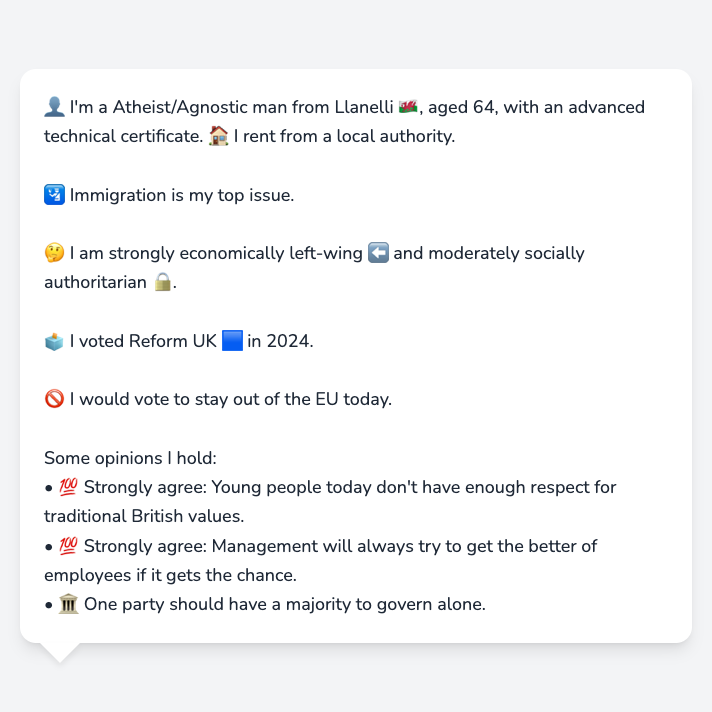 👤 I'm a Atheist/Agnostic man from Llanelli 🏴󠁧󠁢󠁷󠁬󠁳󠁿, aged 64, with an advanced
technical certificate. 🏠 I rent from a local authority.
🛂 Immigration is my top issue.
🤔 I am strongly economically left-wing ⬅️ and moderately socially
authoritarian 🔒.
🗳️ I voted Reform UK 🟦 in 2024.
🚫 I would vote to stay out of the EU today.
Some opinions I hold:
• 💯 Strongly agree: Young people today don't have enough respect for
traditional British values.
• 💯 Strongly agree: Management will always try to get the better of
employees if it gets the chance.
• 🏛️ One party should have a majority to govern alone.